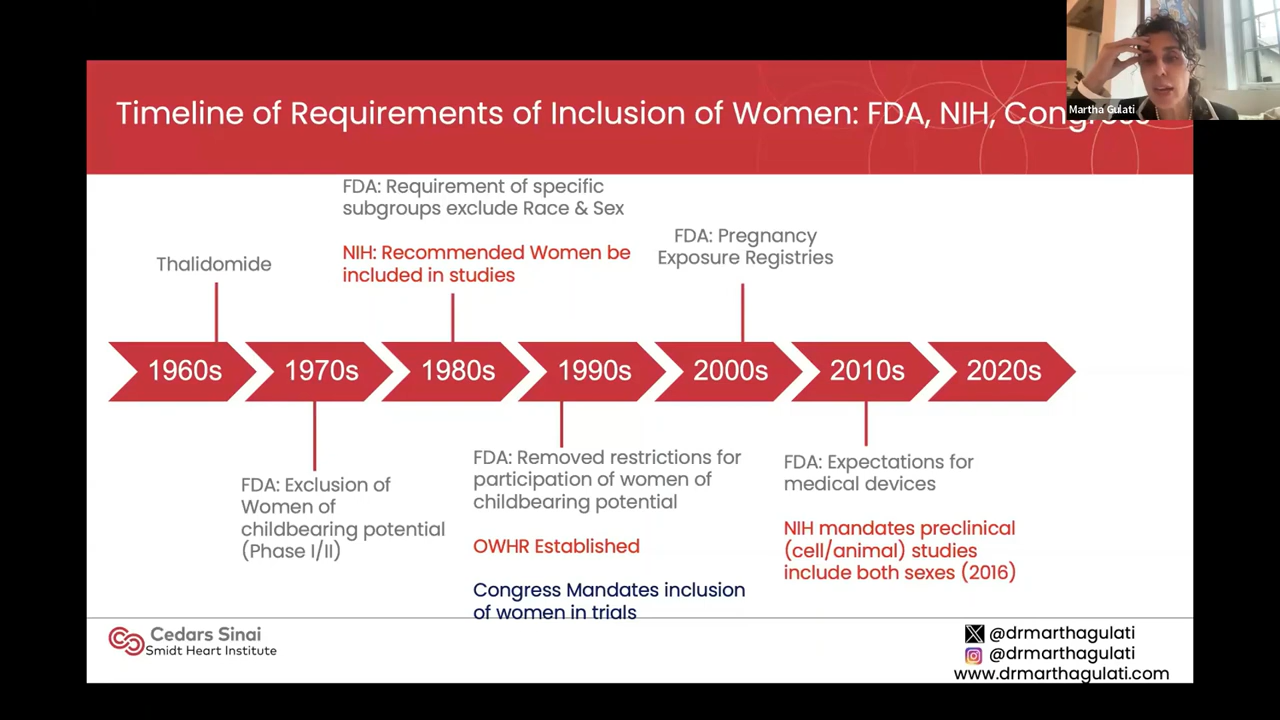 Timeline of Requirements of Inclusion of Women: FDA, NIH, Congress
Martha Gulati
FDA: Requirement of specific
subgroups exclude Race & Sex
NIH: Recommended Women be
included in studies
Thalidomide
FDA: Pregnancy
Exposure Registries
1960s
1970s
1980s
1990s
2000s
2010s
2020s
FDA: Exclusion of
Women of
childbearing potential
(Phase I/II)
FDA: Removed restrictions for
participation of women of
childbearing potential
OWHR Established
Congress Mandates inclusion
of women in trials
FDA: Expectations for
medical devices
NIH mandates preclinical
(cell/animal) studies
include both sexes (2016)
Cedars Sinai
Smidt Heart Institute
@drmarthagulati
@drmarthagulati
www.drmarthagulati.com